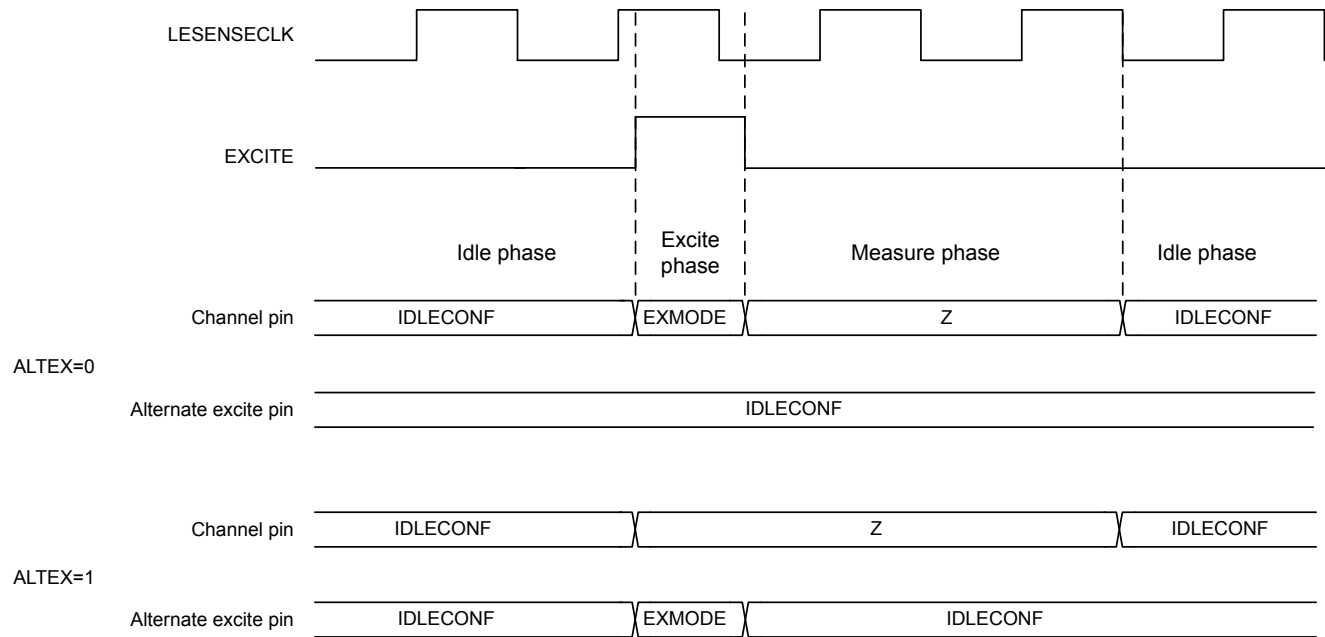 LESENSECLK
EXCITE
Idle phase
Excite
phase
Measure phase
Idle phase
Channel pin
IDLECONF
EXMODE
Z
IDLECONF
ALTEX=0
Alternate excite pin
IDLECONF
Channel pin
IDLECONF
Z
IDLECONF
ALTEX=1
Alternate excite pin
IDLECONF
EXMODE
IDLECONF